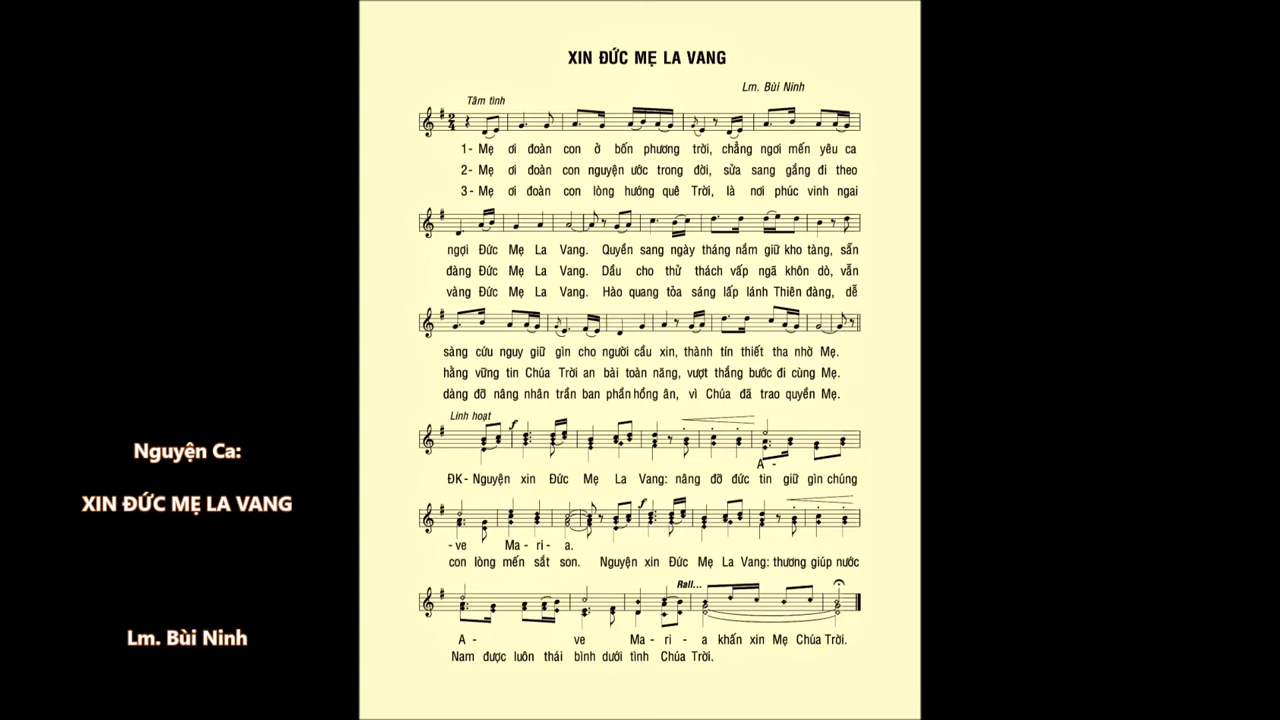 XIN ĐỨC MẸ LA VANG
Lm. Bùi Ninh
Tâm tình
1- Mẹ ơi đoàn con ở bốn phương trời, chẳng ngơi mến yêu ca
2- Mẹ ơi đoàn con nguyện ước trong đời, sửa sang gắng đi theo
3- Mẹ ơi đoàn con lòng hướng quê Trời, là nơi phúc vinh ngai
ngợi Đức Mẹ La Vang. Quyền sang ngày tháng nắm giữ kho tàng, sẵn
đàng Đức Mẹ La Vang. Dầu cho thử thách vấp ngã khôn dò, vẫn
vàng Đức Mẹ La Vang. Hào quang tỏa sáng lấp lánh Thiên đàng, dễ
sàng cứu nguy giữ gìn cho người cầu xin, thành tín thiết tha nhờ Mẹ.
hằng vững tin Chúa Trời an bài toàn năng, vượt thắng bước đi cùng Mẹ.
dàng đỡ nâng nhân trần ban phần hồng ân, vì Chúa đã trao quyền Mẹ.
Linh hoạt
f
A -
ĐK- Nguyện xin Đức Mẹ La Vang: nâng đỡ đức tin giữ gìn chúng
f
- ve Ma - ri - a.
con lòng mến sắt son. Nguyện xin Đức Mẹ La Vang: thương giúp nước
Rall...
A - ve Ma - ri - a khấn xin Mẹ Chúa Trời.
Nam được luôn thái bình dưới tình Chúa Trời.
Nguyện Ca:
XIN ĐỨC MẸ LA VANG
Lm. Bùi Ninh